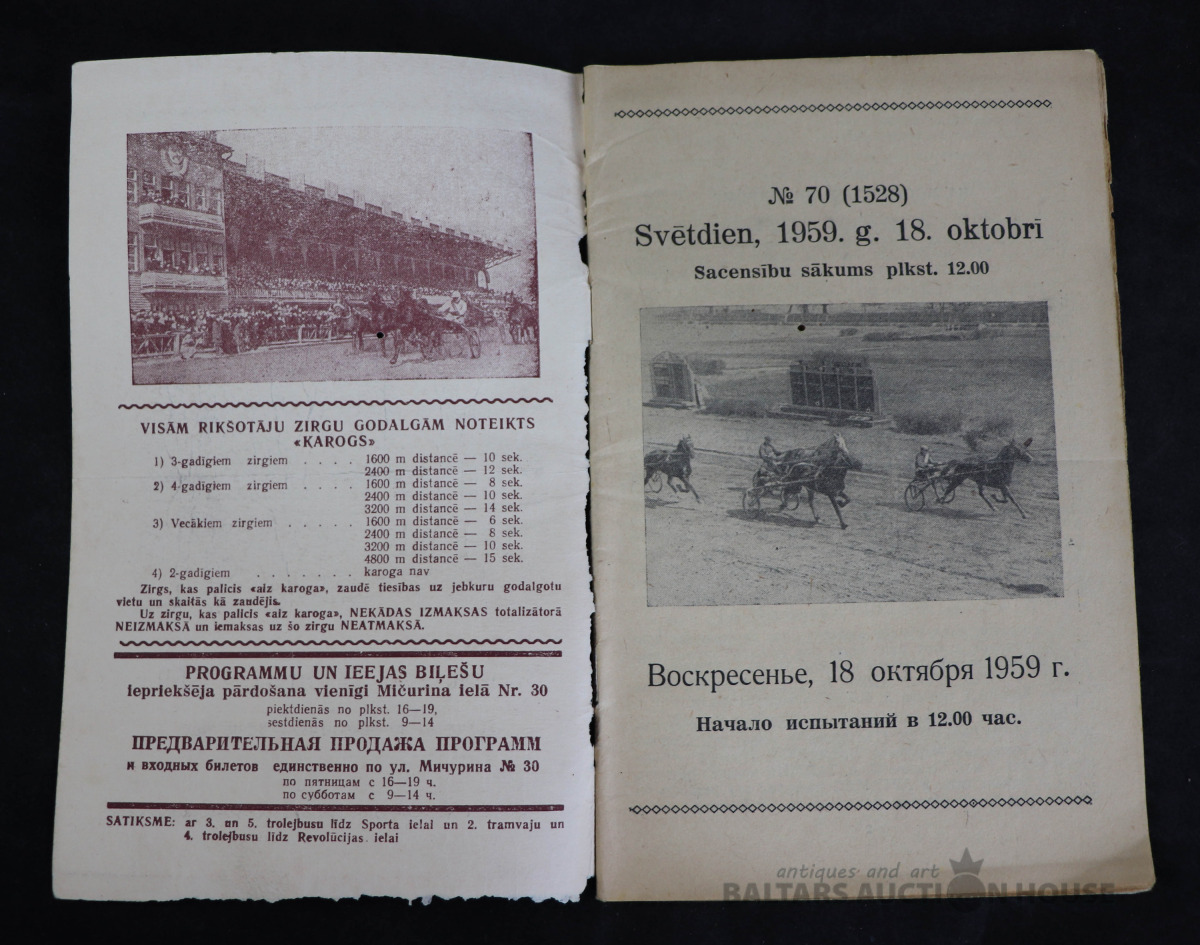 VISĀM RIKŠOTĀJU ZIRGU GODALGĀM NOTEIKTS
«KAROGS»
1) 3-gadīgiem zirgiem . . . . 1600 m distancē — 10 sek.
2400 m distancē — 12 sek.
2) 4-gadīgiem zirgiem . . . . 1600 m distancē — 8 sek.
2400 m distancē — 10 sek.
3200 m distancē — 14 sek.
3) Vecākiem zirgiem . . . . . 1600 m distancē — 6 sek.
2400 m distancē — 8 sek.
3200 m distancē — 10 sek.
4800 m distancē — 15 sek.
4) 2-gadīgiem . . . . . . . karoga nav
Zirgs, kas palicis «aiz karoga», zaudē tiesības uz jebkuru godalgotu
vietu un skaitās kā zaudējis.
Uz zirgu, kas palicis «aiz karoga», NEKĀDAS IZMAKSAS totalizātorā
NEIZMAKSĀ un iemaksas uz šo zirgu NEATMAKSĀ.
PROGRAMMU UN IEEJAS BIĻEŠU
iepriekšēja pārdošana vienīgi Mičurina ielā Nr. 30
piektdienās no plkst. 16—19,
sestdienās no plkst. 9—14
ПРЕДВАРИТЕЛЬНАЯ ПРОДАЖА ПРОГРАММ
и входных билетов единственно по ул. Мичурина № 30
по пятницам с 16—19 ч.
по субботам с 9—14 ч.
SATIKSME: ar 3. un 5. trolejbusu līdz Sporta ielai un 2. tramvaju un
4. trolejbusu līdz Revolūcijas ielai
№ 70 (1528)
Svētdien, 1959. g. 18. oktobrī
Sacensību sākums plkst. 12.00
Воскресенье, 18 октября 1959 г.
Начало испытаний в 12.00 час.
antiques and art
BALTARS AUCTION HOUSE